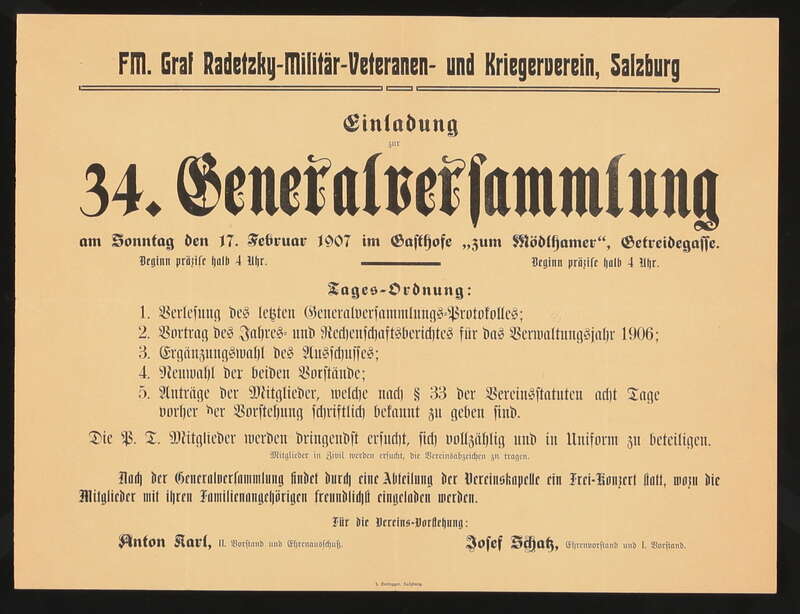 FM. Graf Radetzky-Militär-Veteranen- und Kriegerverein, Salzburg
Einladung
zur
34. Generalversammlung
am Sonntag den 17. Februar 1907 im Gasthofe „zum Mödlhamer“, Getreidegasse.
Beginn präzise halb 4 Uhr. Beginn präzise halb 4 Uhr.
Tages-Ordnung:
1. Verlesung des letzten Generalversammlungs-Protokolles;
2. Vortrag des Jahres- und Rechenschaftsberichtes für das Verwaltungsjahr 1906;
3. Ergänzungswahl des Ausschusses;
4. Neuwahl der beiden Vorstände;
5. Anträge der Mitglieder, welche nach § 33 der Vereinsstatuten acht Tage
vorher der Vorstehung schriftlich bekannt zu geben sind.
Die P. T. Mitglieder werden dringendst ersucht, sich vollzählig und in Uniform zu beteiligen.
Mitglieder in Zivil werden ersucht, die Vereinsabzeichen zu tragen.
Nach der Generalversammlung findet durch eine Abteilung der Vereinskapelle ein Frei-Konzert statt, wozu die
Mitglieder mit ihren Familienangehörigen freundlichst eingeladen werden.
Für die Vereins-Vorstehung:
Anton Karl, II. Vorstand und Ehrenausschuß. Josef Schatz, Ehrenvorstand und I. Vorstand.
Salzburg.